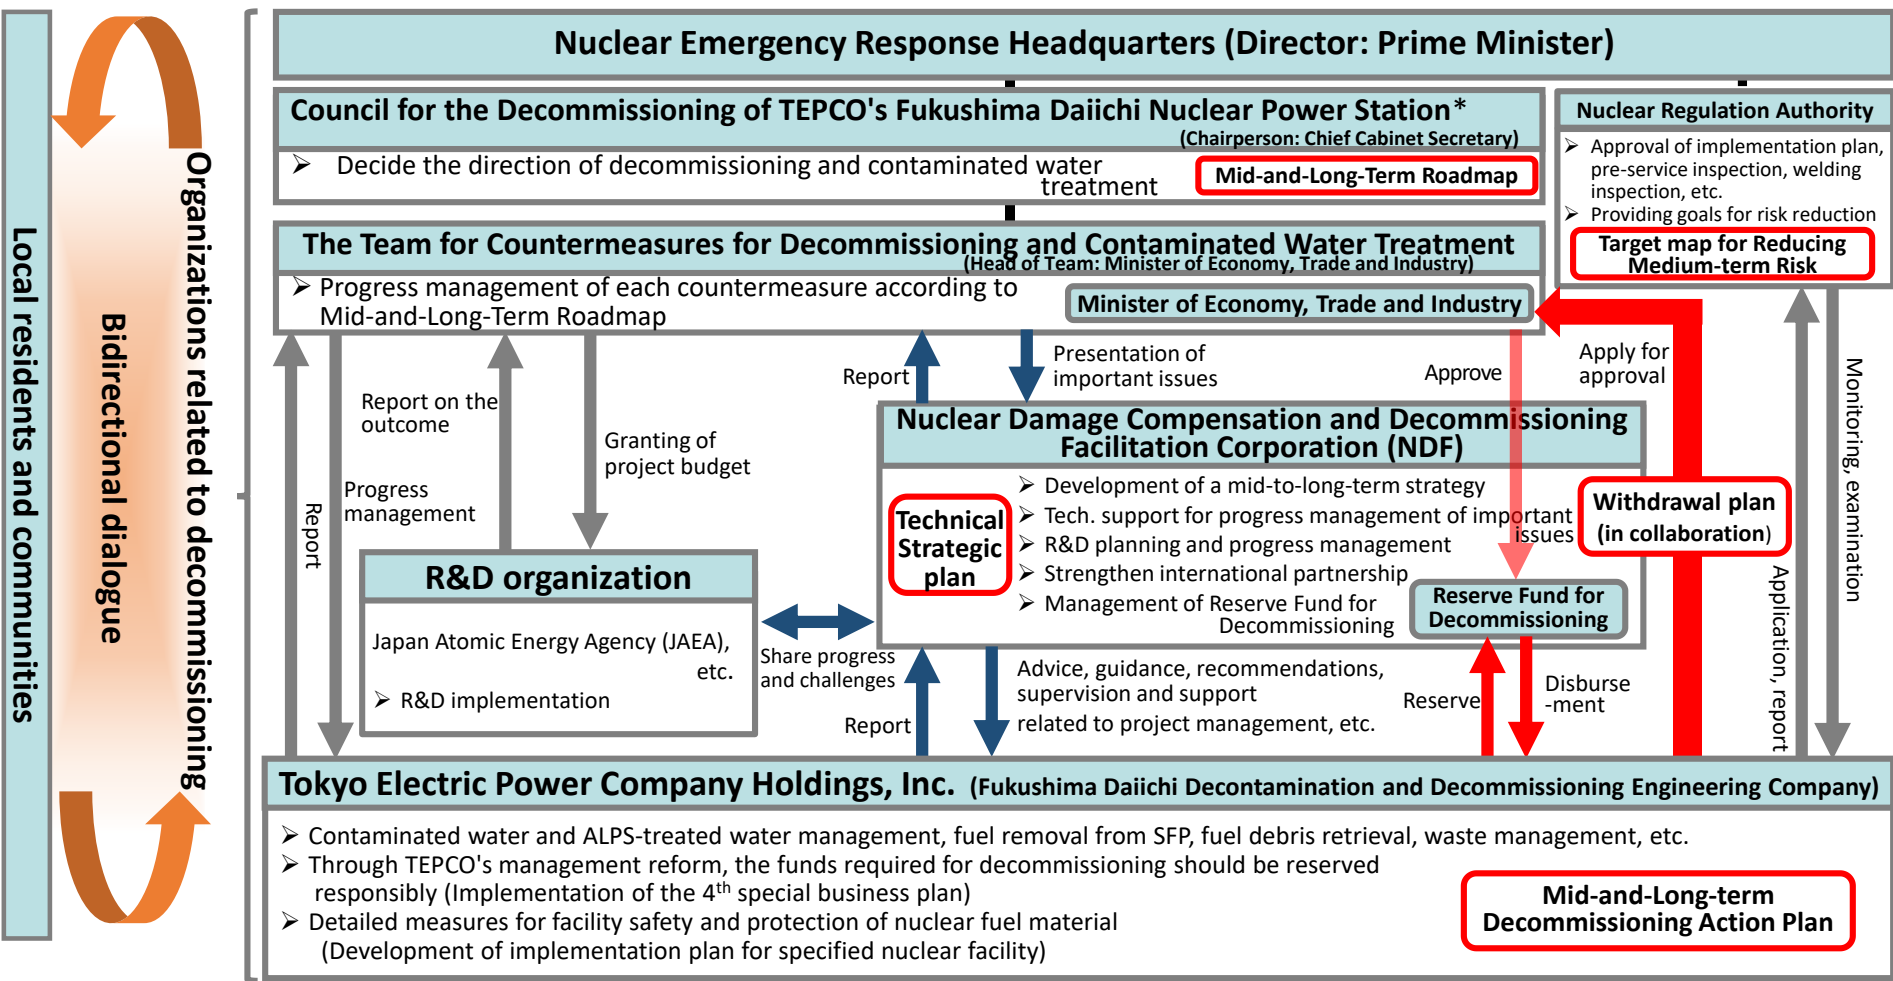 Local residents and communities
Bidirectional dialogue
Organizations related to decommissioning
Nuclear Emergency Response Headquarters (Director: Prime Minister)
Council for the Decommissioning of TEPCO's Fukushima Daiichi Nuclear Power Station*
(Chairperson: Chief Cabinet Secretary)
➢ Decide the direction of decommissioning and contaminated water
treatment
Mid-and-Long-Term Roadmap
Nuclear Regulation Authority
➢ Approval of implementation plan,
pre-service inspection, welding
inspection, etc.
➢ Providing goals for risk reduction
Target map for Reducing
Medium-term Risk
The Team for Countermeasures for Decommissioning and Contaminated Water Treatment
(Head of Team: Minister of Economy, Trade and Industry)
➢ Progress management of each countermeasure according to
Mid-and-Long-Term Roadmap
Minister of Economy, Trade and Industry
Report
Progress
management
Report on the
outcome
Granting of
project budget
Report
Presentation of
important issues
Approve
Apply for
approval
Monitoring, examination
Application, report
Nuclear Damage Compensation and Decommissioning
Facilitation Corporation (NDF)
Technical
Strategic
plan
➢ Development of a mid-to-long-term strategy
➢ Tech. support for progress management of important
issues
➢ R&D planning and progress management
➢ Strengthen international partnership
➢ Management of Reserve Fund for
Decommissioning
Reserve Fund for
Decommissioning
Withdrawal plan
(in collaboration)
R&D organization
Japan Atomic Energy Agency (JAEA),
etc.
➢ R&D implementation
Share progress
and challenges
Report
Advice, guidance, recommendations,
supervision and support
related to project management, etc.
Reserve
Disburse
-ment
Tokyo Electric Power Company Holdings, Inc. (Fukushima Daiichi Decontamination and Decommissioning Engineering Company)
➢ Contaminated water and ALPS-treated water management, fuel removal from SFP, fuel debris retrieval, waste management, etc.
➢ Through TEPCO's management reform, the funds required for decommissioning should be reserved
responsibly (Implementation of the 4th special business plan)
➢ Detailed measures for facility safety and protection of nuclear fuel material
(Development of implementation plan for specified nuclear facility)
Mid-and-Long-term
Decommissioning Action Plan